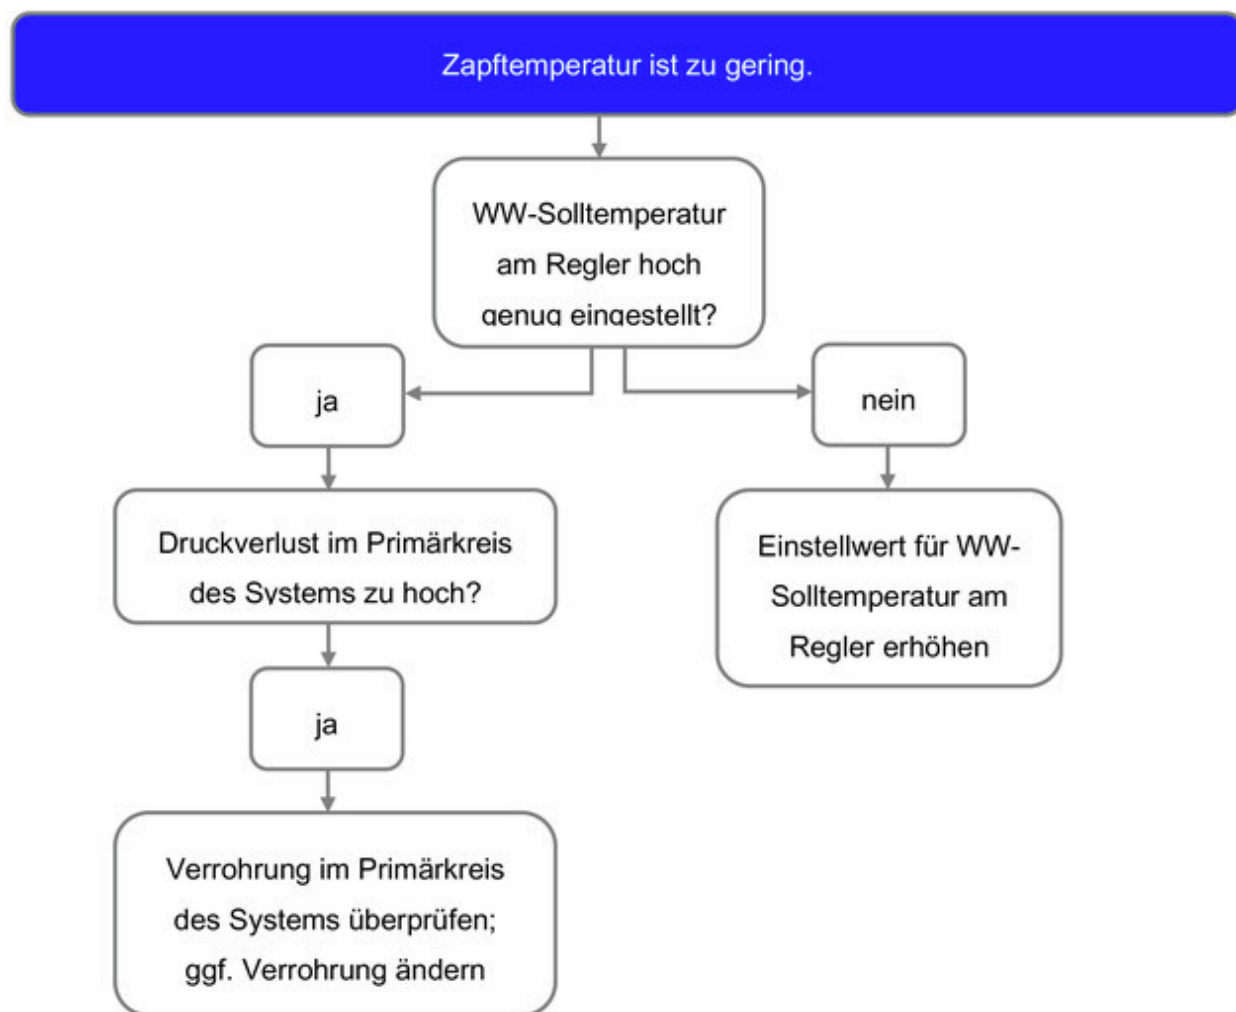 Zapftemperatur ist zu gering.
WW-Solltemperatur
am Regler hoch
genug eingestellt?
ja
nein
Druckverlust im Primärkreis
des Systems zu hoch?
Einstellwert für WW-
Solltemperatur am
Regler erhöhen
ja
Verrohrung im Primärkreis
des Systems überprüfen;
ggf. Verrohrung ändern